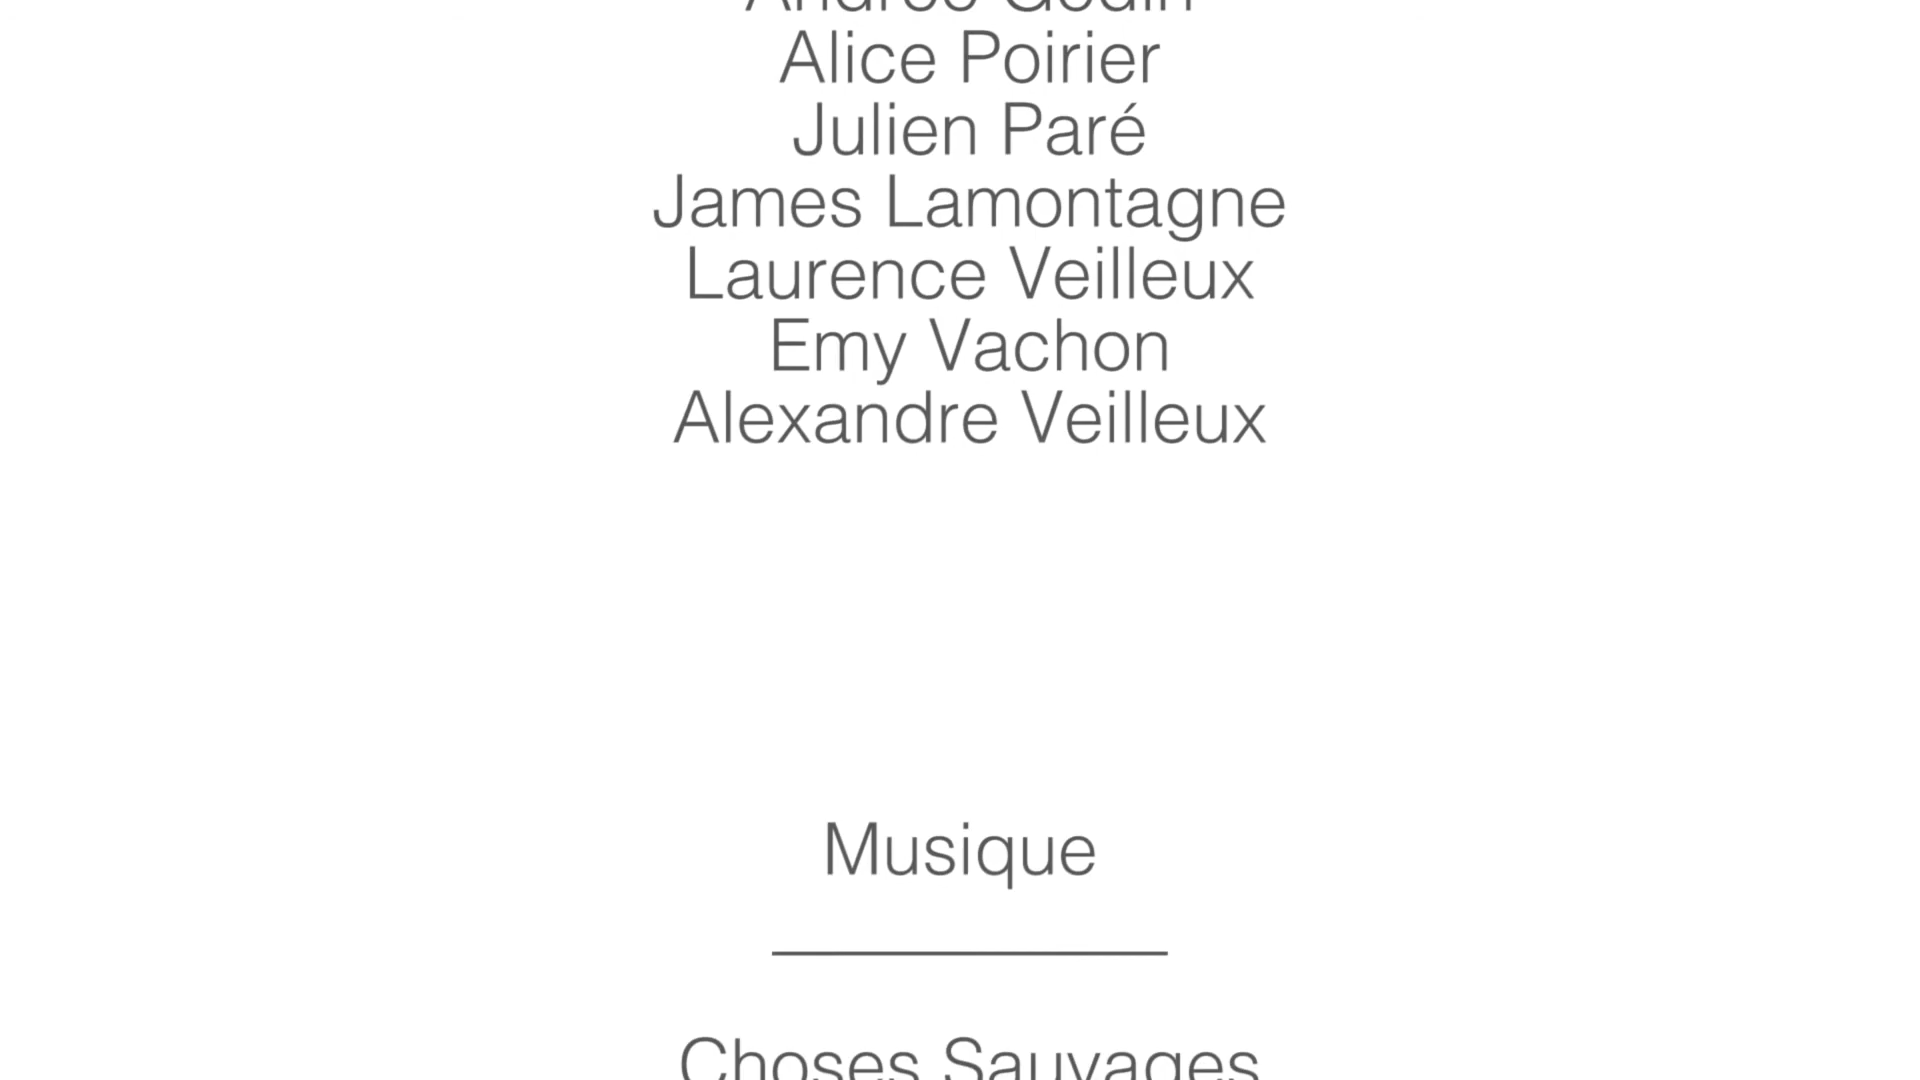 Alice Poirier
Julien Paré
James Lamontagne
Laurence Veilleux
Emy Vachon
Alexandre Veilleux
Musique
Choses Sauvages